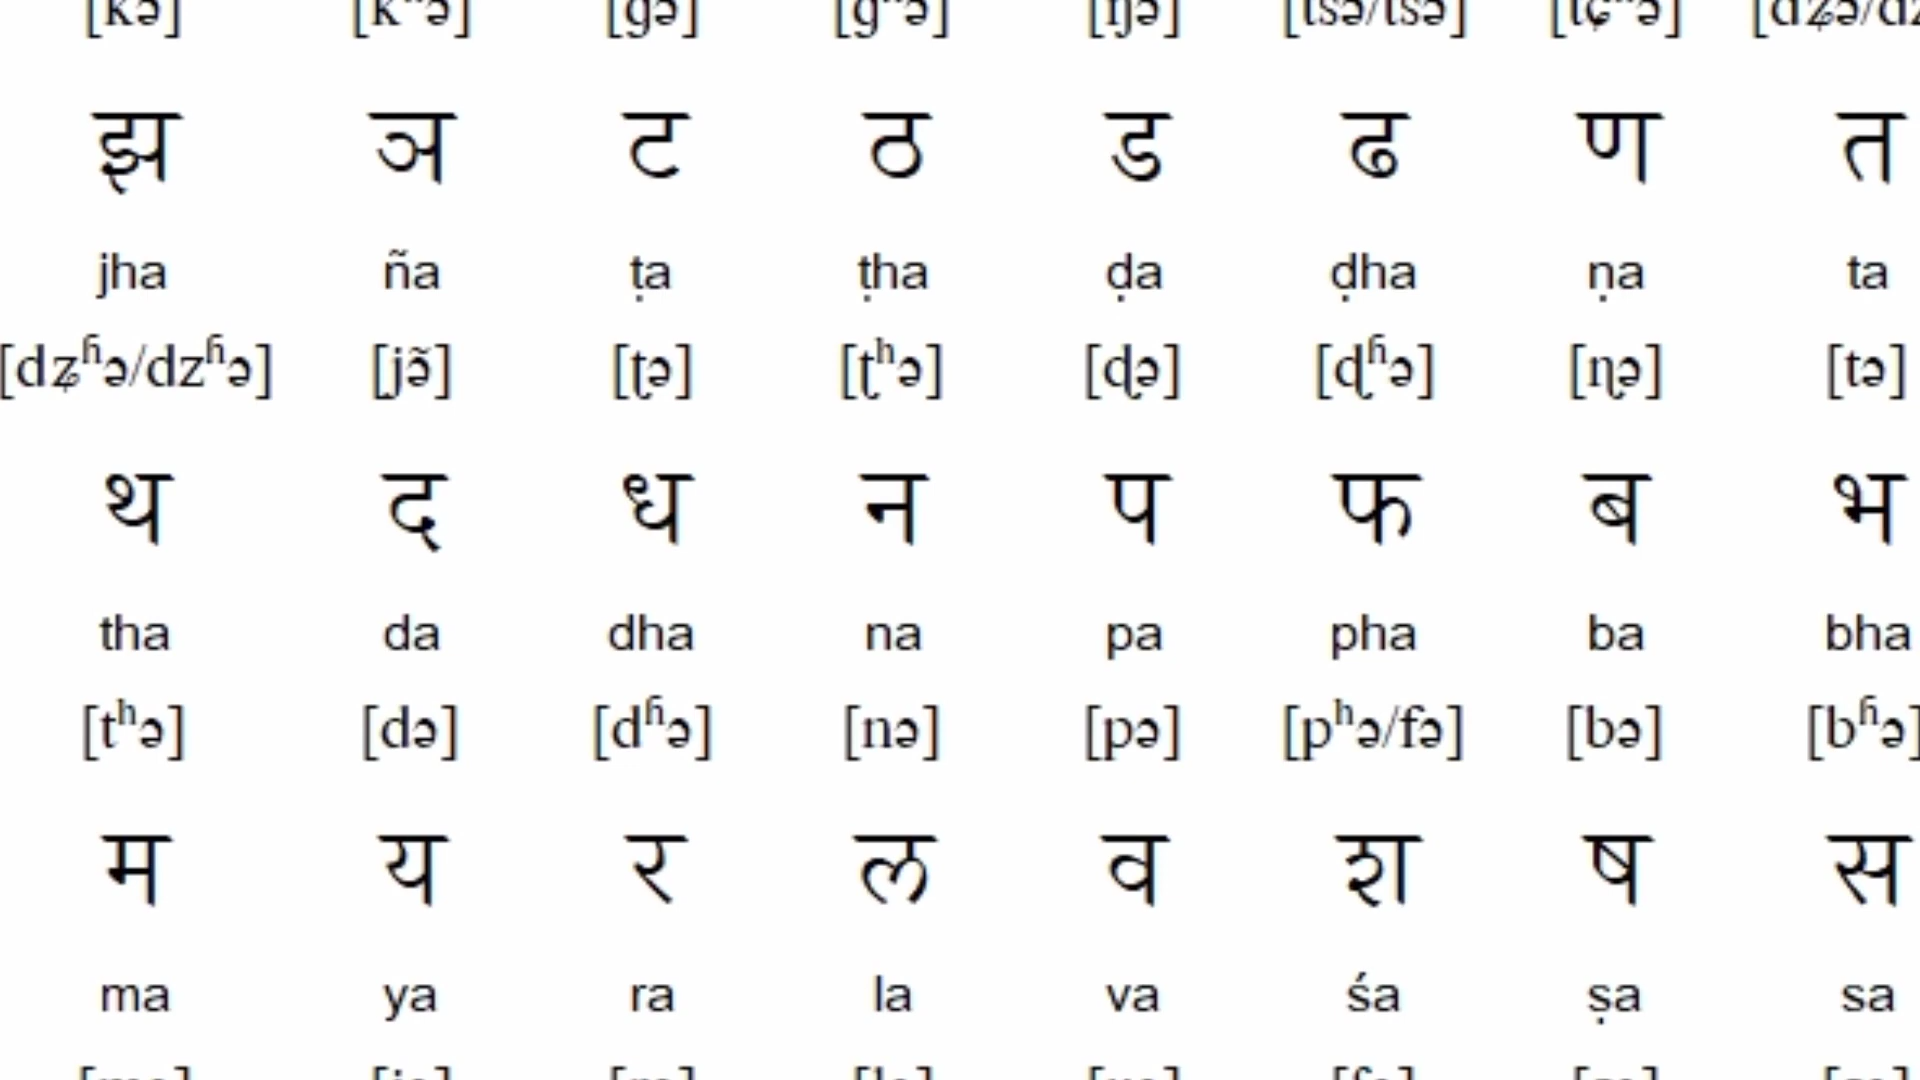 झ ञ ट ठ ड ढ ण त
jha ña ṭa ṭha ḍa ḍha ṇa ta
[dʑʱə/dzʱə] [jə̃] [ʈə] [ʈʰə] [ɖə] [ɖʱə] [ɳə] [tə]
थ द ध न प फ ब भ
tha da dha na pa pha ba bha
[tʰə] [də] [dʱə] [nə] [pə] [pʰə/fə] [bə] [bʱə]
म य र ल व श ष स
ma ya ra la va śa ṣa sa